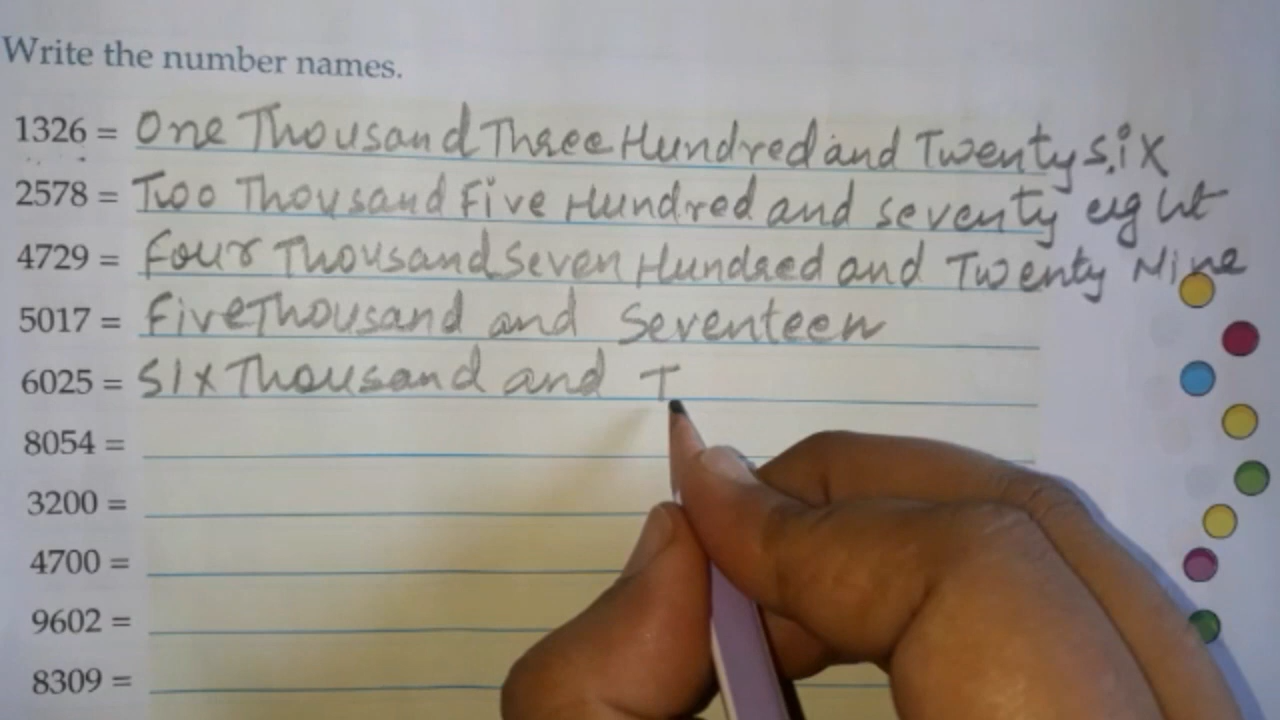 Write the number names.
1326 = One Thousand Three Hundred and Twenty six
2578 = Two Thousand Five Hundred and seventy eight
4729 = Four Thousand Seven Hundred and Twenty Nine
5017 = Five Thousand and Seventeen
6025 = Six Thousand and T
8054 =
3200 =
4700 =
9602 =
8309 =